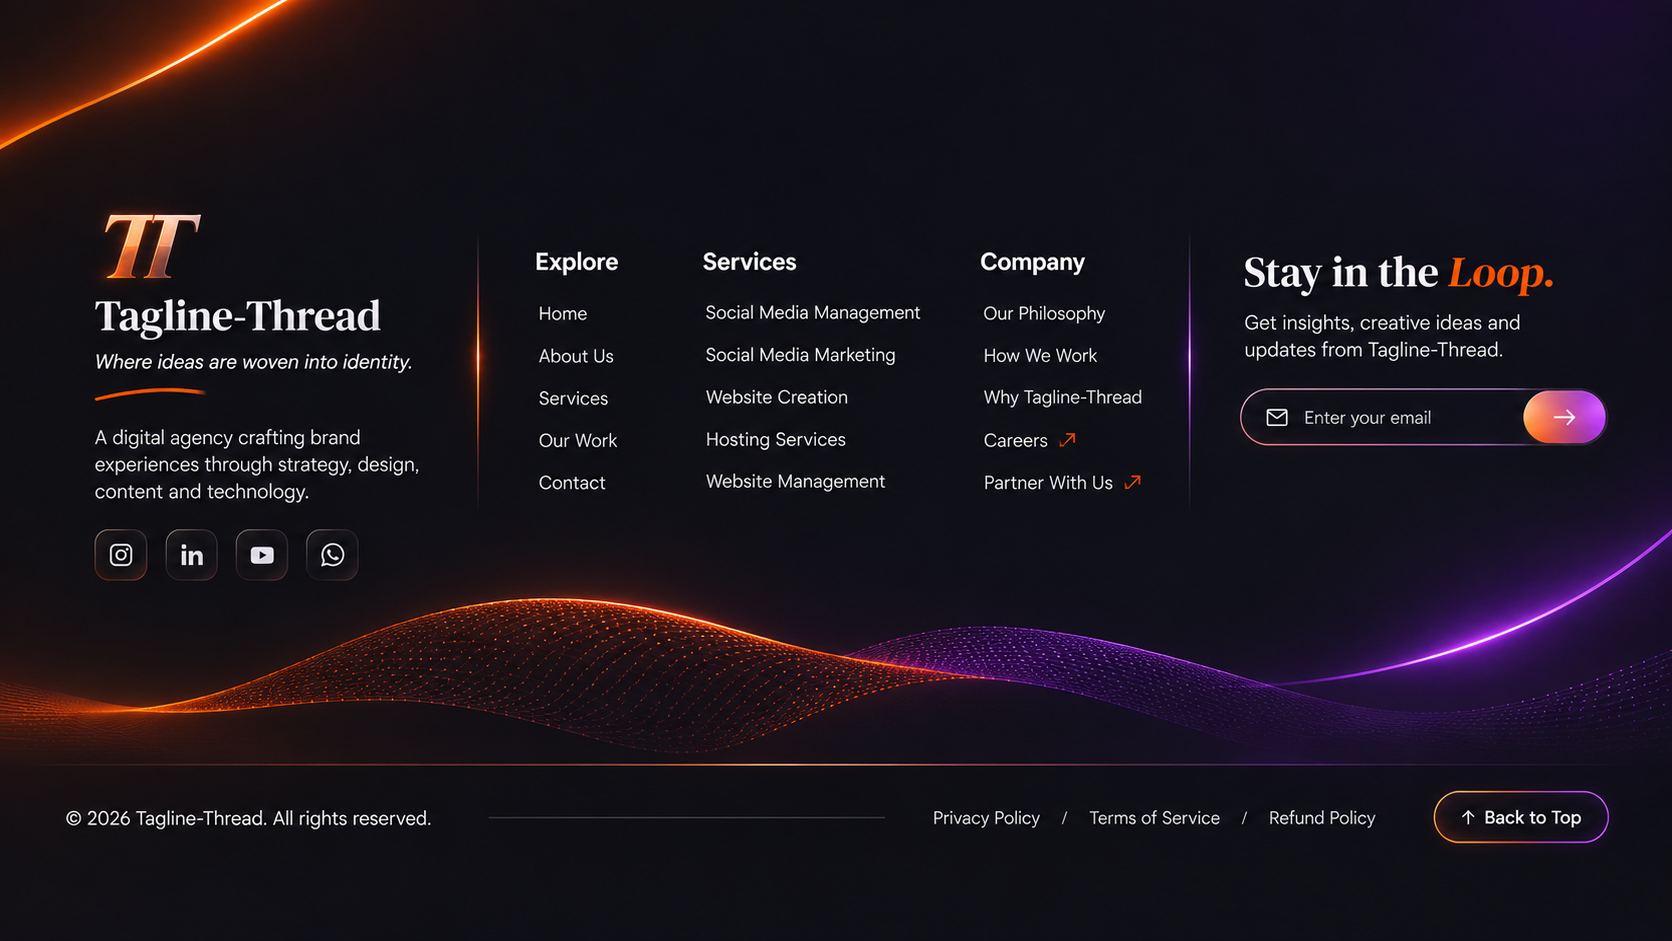 TT
Tagline-Thread
Where ideas are woven into identity.
A digital agency crafting brand
experiences through strategy, design,
content and technology.
in
Explore
Home
About Us
Services
Our Work
Contact
Services
Social Media Management
Social Media Marketing
Website Creation
Hosting Services
Website Management
Company
Our Philosophy
How We Work
Why Tagline-Thread
Careers
Partner With Us
Stay in the Loop.
Get insights, creative ideas and
updates from Tagline-Thread.
Enter your email
© 2026 Tagline-Thread. All rights reserved.
Privacy Policy / Terms of Service / Refund Policy
↑ Back to Top